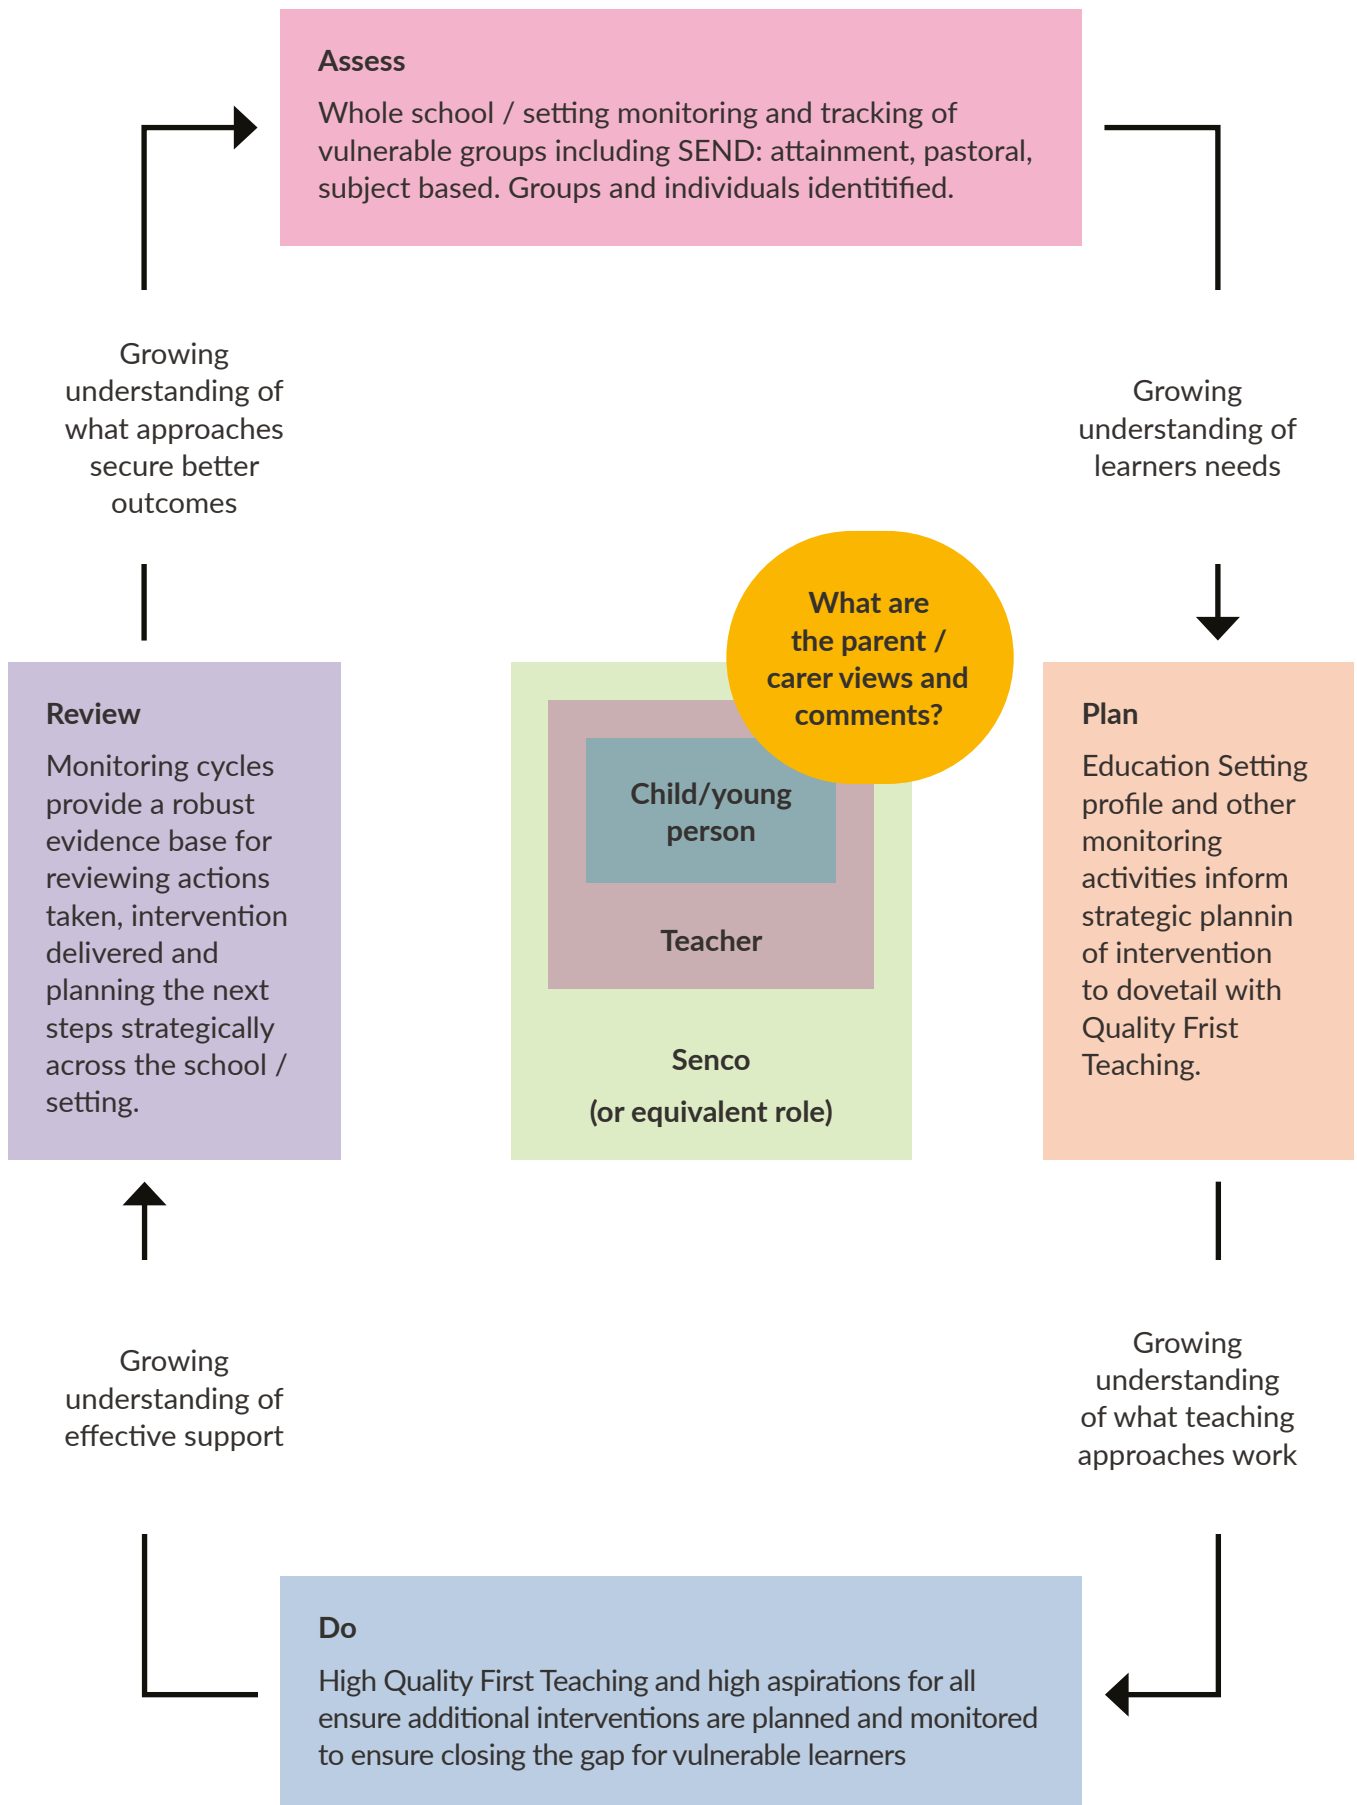 Assess
Whole school / setting monitoring and tracking of
vulnerable groups including SEND: attainment, pastoral,
subject based. Groups and individuals identitified.
Growing
understanding of
learners needs
Plan
Education Setting
profile and other
monitoring
activities inform
strategic plannin
of intervention
to dovetail with
Quality Frist
Teaching.
Growing
understanding
of what teaching
approaches work
Do
High Quality First Teaching and high aspirations for all
ensure additional interventions are planned and monitored
to ensure closing the gap for vulnerable learners
Growing
understanding of
effective support
Review
Monitoring cycles
provide a robust
evidence base for
reviewing actions
taken, intervention
delivered and
planning the next
steps strategically
across the school /
setting.
Growing
understanding of
what approaches
secure better
outcomes
What are
the parent /
carer views and
comments?
Child/young
person
Teacher
Senco
(or equivalent role)